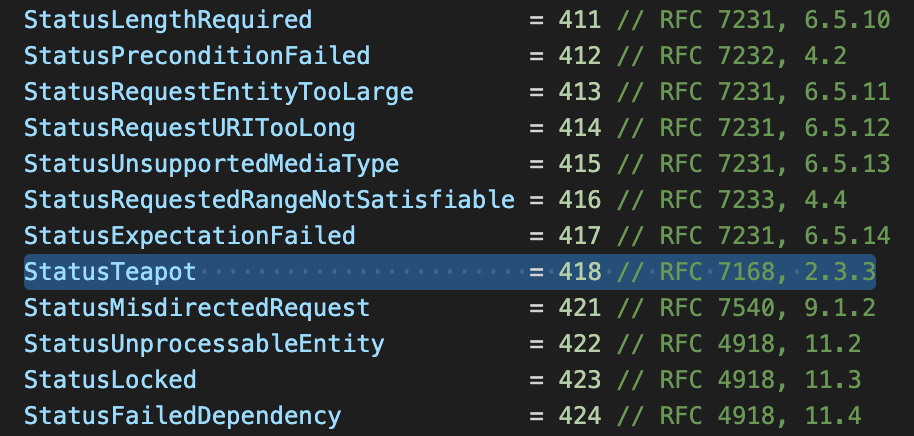 StatusLengthRequired = 411 // RFC 7231, 6.5.10
StatusPreconditionFailed = 412 // RFC 7232, 4.2
StatusRequestEntityTooLarge = 413 // RFC 7231, 6.5.11
StatusRequestURITooLong = 414 // RFC 7231, 6.5.12
StatusUnsupportedMediaType = 415 // RFC 7231, 6.5.13
StatusRequestedRangeNotSatisfiable = 416 // RFC 7233, 4.4
StatusExpectationFailed = 417 // RFC 7231, 6.5.14
StatusTeapot = 418 // RFC 7168, 2.3.3
StatusMisdirectedRequest = 421 // RFC 7540, 9.1.2
StatusUnprocessableEntity = 422 // RFC 4918, 11.2
StatusLocked = 423 // RFC 4918, 11.3
StatusFailedDependency = 424 // RFC 4918, 11.4